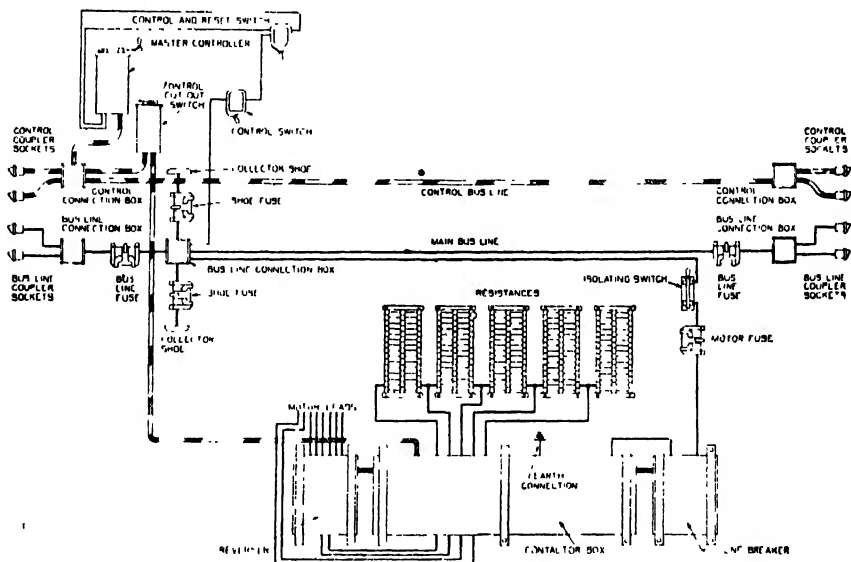 CONTROL AND RESET SWITCH
MASTER CONTROLLER
CONTROL
CUT OUT
SWITCH
CONTROL SWITCH
CONTROL
COUPLER
SOCKETS
CONTROL
COUPLER
SOCKETS
COLLECTOR SHOE
CONTROL
CONNECTION BOX
SHOE FUSE
CONTROL BUS LINE
CONTROL
CONNECTION BOX
BUS LINE
CONNECTION BOX
BUS LINE
CONNECTION BOX
MAIN BUS LINE
BUS LINE
COUPLER
SOCKETS
BUS
LINE
FUSE
BUS LINE CONNECTION BOX
ISOLATING SWITCH
BUS
LINE
FUSE
BUS LINE
COUPLER
SOCKETS
SHOE FUSE
RESISTANCES
COLLECTOR
SHOE
MOTOR FUSE
MOTOR LEADS
EARTH
CONNECTION
REVERSER
CONTACTOR BOX
LINE BREAKER